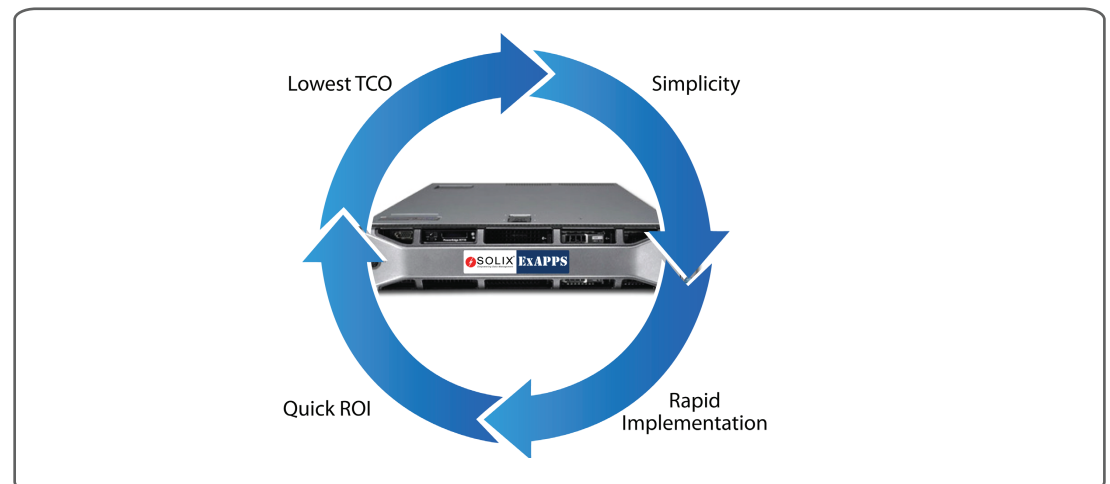 Lowest TCO
Simplicity
SOLIX
ExAPPS
Quick ROI
Rapid
Implementation